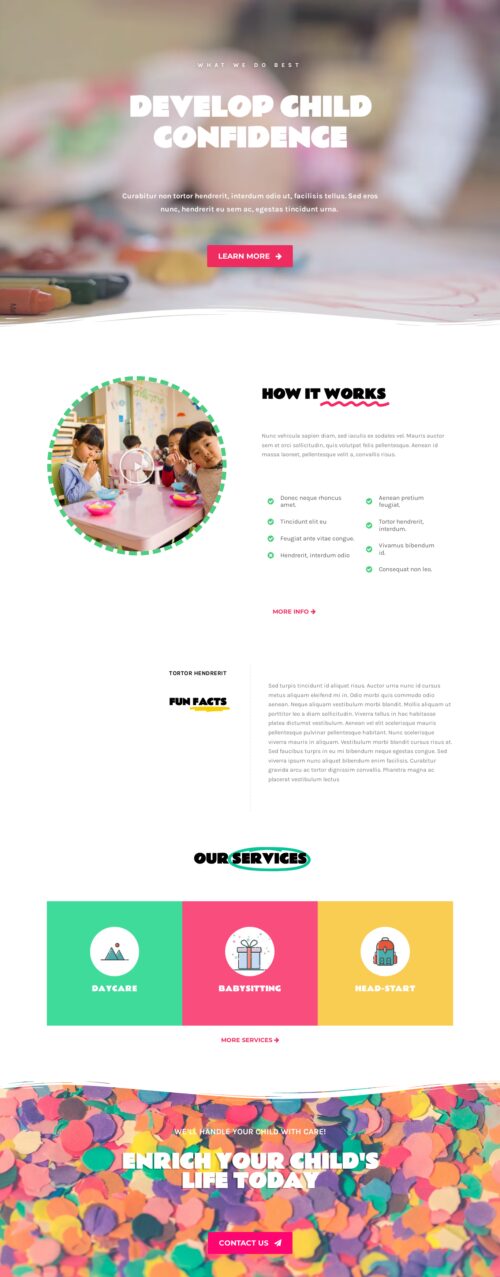 WHAT WE DO BEST
DEVELOP CHILD
CONFIDENCE
Curabitur non tortor hendrerit, interdum odio ut, facilisis tellus. Sed eros
nunc, hendrerit eu sem ac, egestas tincidunt urna.
LEARN MORE
HOW IT WORKS
Nunc vehicula sapien diam, sed iaculis ex sodales vel. Mauris auctor
sem et orci sollicitudin, quis volutpat felis pellentesque. Aenean id
massa laoreet, pellentesque velit a, convallis risus.
Donec neque rhoncus
amet.
Tincidunt elit eu
Feugiat ante vitae congue.
Hendrerit, interdum odio
Aenean pretium
feugiat.
Tortor hendrerit,
interdum.
Vivamus bibendum
id.
Consequat non leo.
MORE INFO
TORTOR HENDRERIT
FUN FACTS
Sed turpis tincidunt id aliquet risus. Auctor urna nunc id cursus
metus aliquam eleifend mi in. Odio morbi quis commodo odio
aenean. Neque aliquam vestibulum morbi blandit. Mollis aliquam ut
porttitor leo a diam sollicitudin. Viverra tellus in hac habitasse
platea dictumst vestibulum. Aenean vel elit scelerisque mauris
pellentesque pulvinar pellentesque habitant. Nunc scelerisque
viverra mauris in aliquam. Vestibulum morbi blandit cursus risus at.
Sed faucibus turpis in eu mi bibendum neque egestas congue. Sed
viverra ipsum nunc aliquet bibendum enim facilisis. Curabitur
gravida arcu ac tortor dignissim convallis. Pharetra magna ac
placerat vestibulum lectus
OUR SERVICES
DAYCARE
BABYSITTING
HEAD-START
MORE SERVICES
WE'LL HANDLE YOUR CHILD WITH CARE!
ENRICH YOUR CHILD'S
LIFE TODAY
CONTACT US